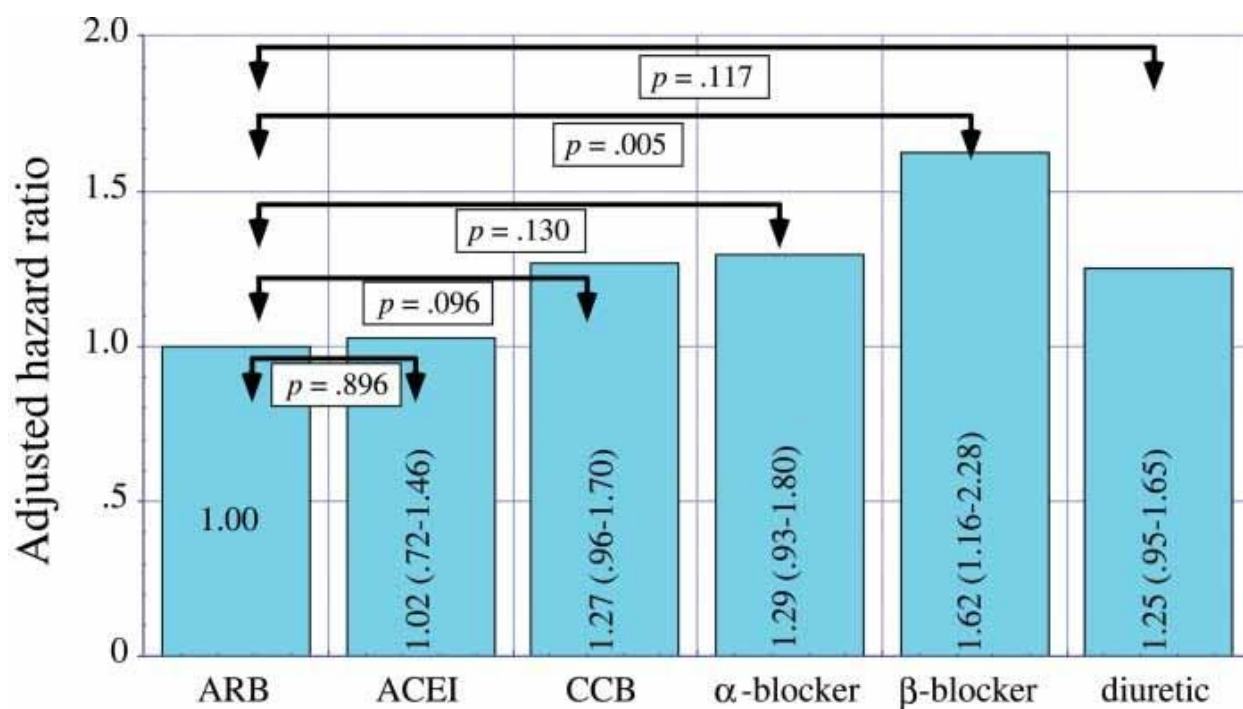 Adjusted hazard ratio
2.0
1.5
1.0
.5
0
p = .117
p = .005
p = .130
p = .096
p = .896
1.00
1.02 (.72-1.46)
1.27 (.96-1.70)
1.29 (.93-1.80)
1.62 (1.16-2.28)
1.25 (.95-1.65)
ARB ACEI CCB α-blocker β-blocker diuretic